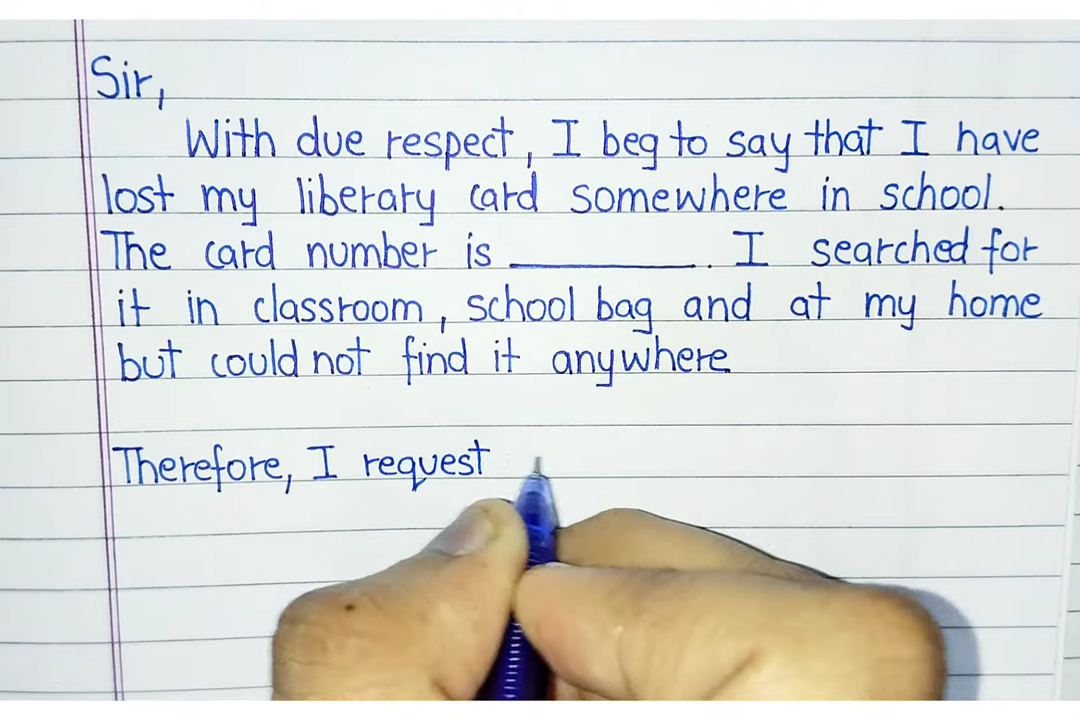 Sir,
With due respect, I beg to say that I have
lost my liberary card somewhere in school.
The card number is __________. I searched for
it in classroom, school bag and at my home
but could not find it anywhere
Therefore, I request